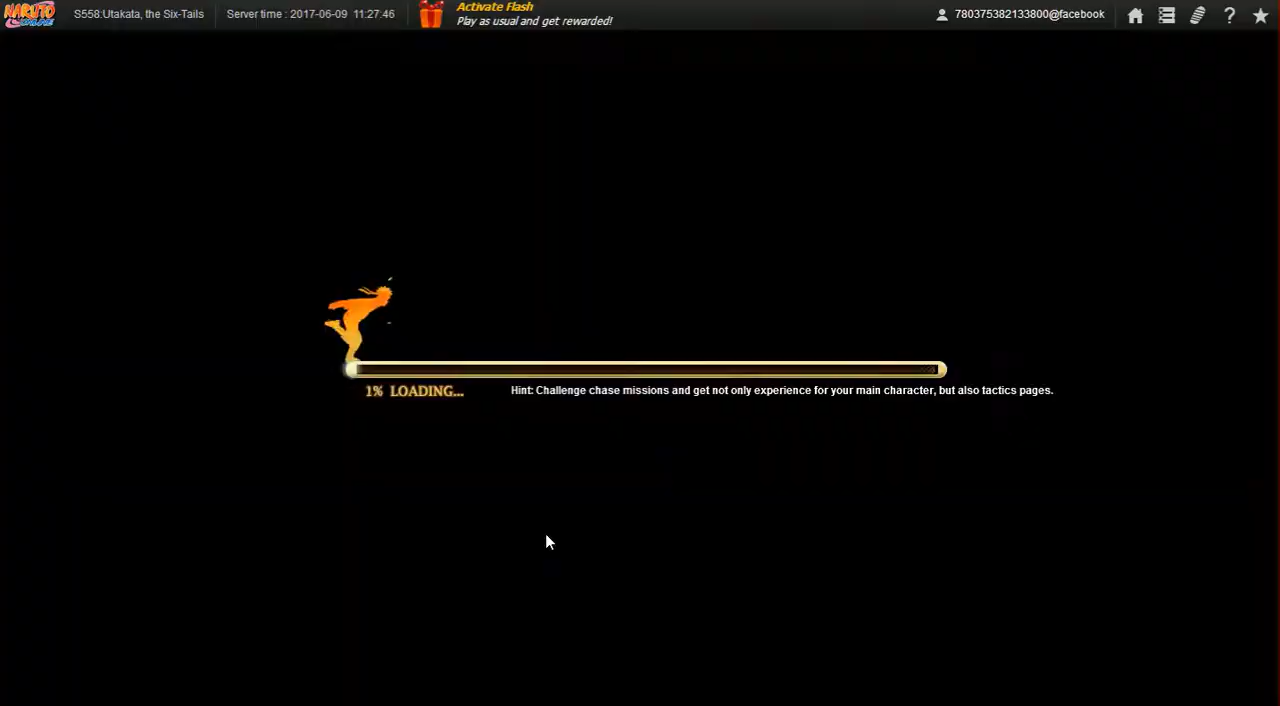 NARUTO
ONLINE
S558:Utakata, the Six-Tails
Server time : 2017-06-09 11:27:46
Activate Flash
Play as usual and get rewarded!
780375382133800@facebook
?
1% LOADING...
Hint: Challenge chase missions and get not only experience for your main character, but also tactics pages.